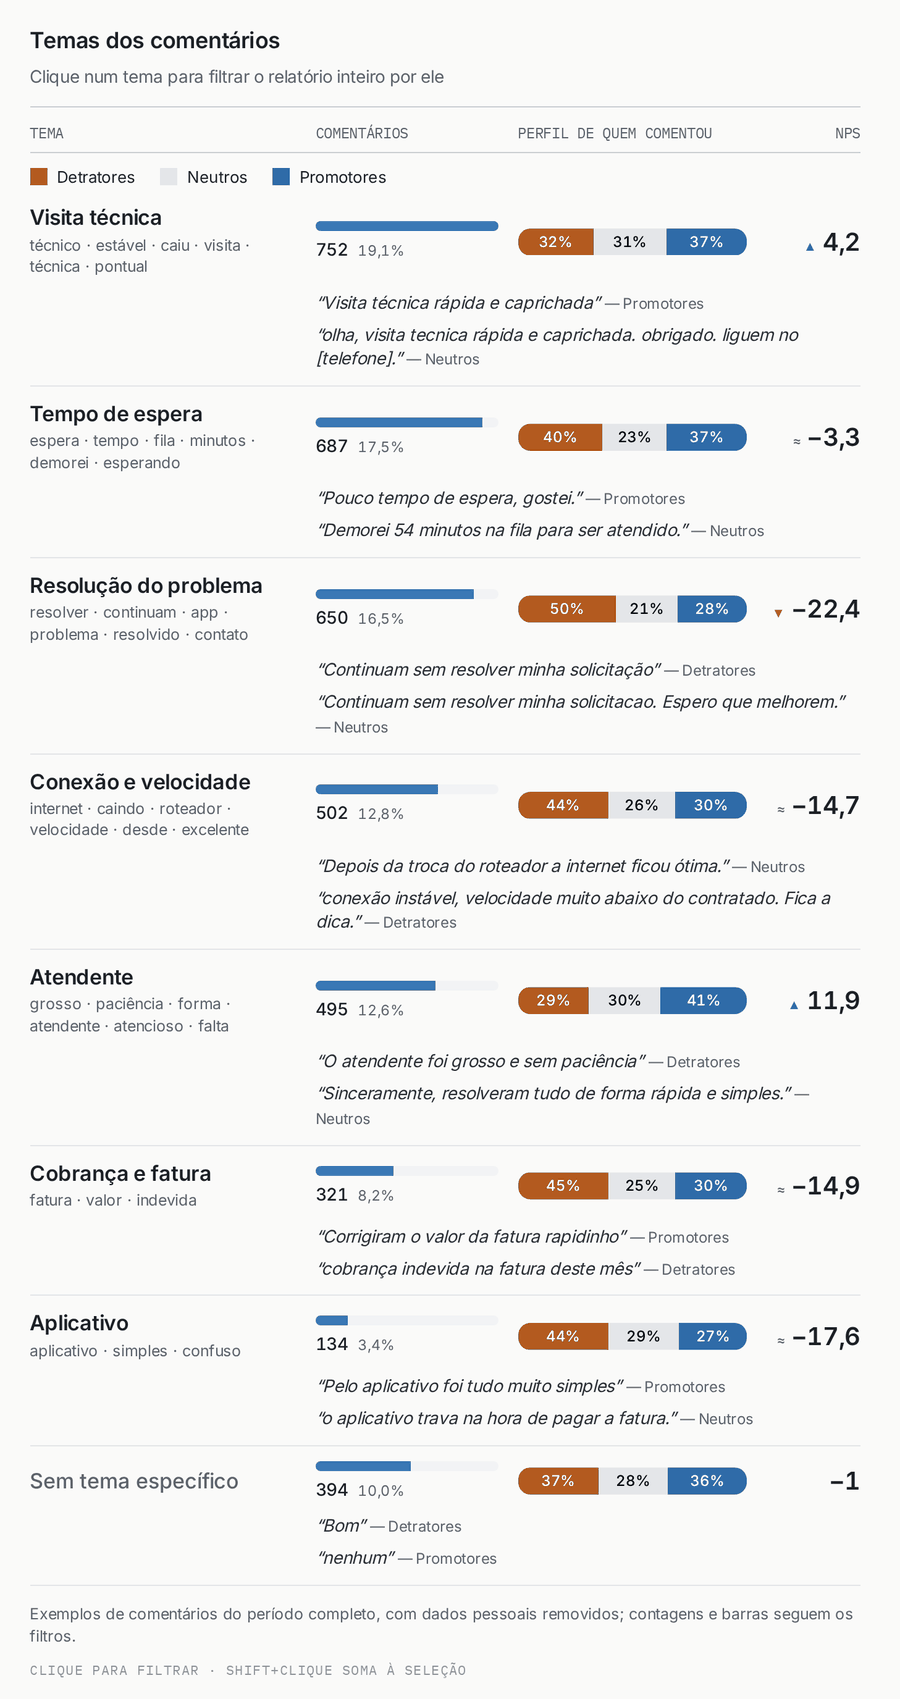 Temas dos comentários
Clique num tema para filtrar o relatório inteiro por ele
TEMA COMENTÁRIOS PERFIL DE QUEM COMENTOU NPS
Detratores Neutros Promotores
Visita técnica
técnico · estável · caiu · visita ·
técnica · pontual
752 19,1%
32% 31% 37%
▲ 4,2
“Visita técnica rápida e caprichada” — Promotores
“olha, visita tecnica rápida e caprichada. obrigado. liguem no
[telefone].” — Neutros
Tempo de espera
espera · tempo · fila · minutos ·
demorei · esperando
687 17,5%
40% 23% 37%
≈ −3,3
“Pouco tempo de espera, gostei.” — Promotores
“Demorei 54 minutos na fila para ser atendido.” — Neutros
Resolução do problema
resolver · continuam · app ·
problema · resolvido · contato
650 16,5%
50% 21% 28%
▼ −22,4
“Continuam sem resolver minha solicitação” — Detratores
“Continuam sem resolver minha solicitacao. Espero que melhorem.”
— Neutros
Conexão e velocidade
internet · caindo · roteador ·
velocidade · desde · excelente
502 12,8%
44% 26% 30%
≈ −14,7
“Depois da troca do roteador a internet ficou ótima.” — Neutros
“conexão instável, velocidade muito abaixo do contratado. Fica a
dica.” — Detratores
Atendente
grosso · paciência · forma ·
atendente · atencioso · falta
495 12,6%
29% 30% 41%
▲ 11,9
“O atendente foi grosso e sem paciência” — Detratores
“Sinceramente, resolveram tudo de forma rápida e simples.” —
Neutros
Cobrança e fatura
fatura · valor · indevida
321 8,2%
45% 25% 30%
≈ −14,9
“Corrigiram o valor da fatura rapidinho” — Promotores
“cobrança indevida na fatura deste mês” — Detratores
Aplicativo
aplicativo · simples · confuso
134 3,4%
44% 29% 27%
≈ −17,6
“Pelo aplicativo foi tudo muito simples” — Promotores
“o aplicativo trava na hora de pagar a fatura.” — Neutros
Sem tema específico
394 10,0%
37% 28% 36%
−1
“Bom” — Detratores
“nenhum” — Promotores
Exemplos de comentários do período completo, com dados pessoais removidos; contagens e barras seguem os
filtros.
CLIQUE PARA FILTRAR · SHIFT+CLIQUE SOMA À SELEÇÃO